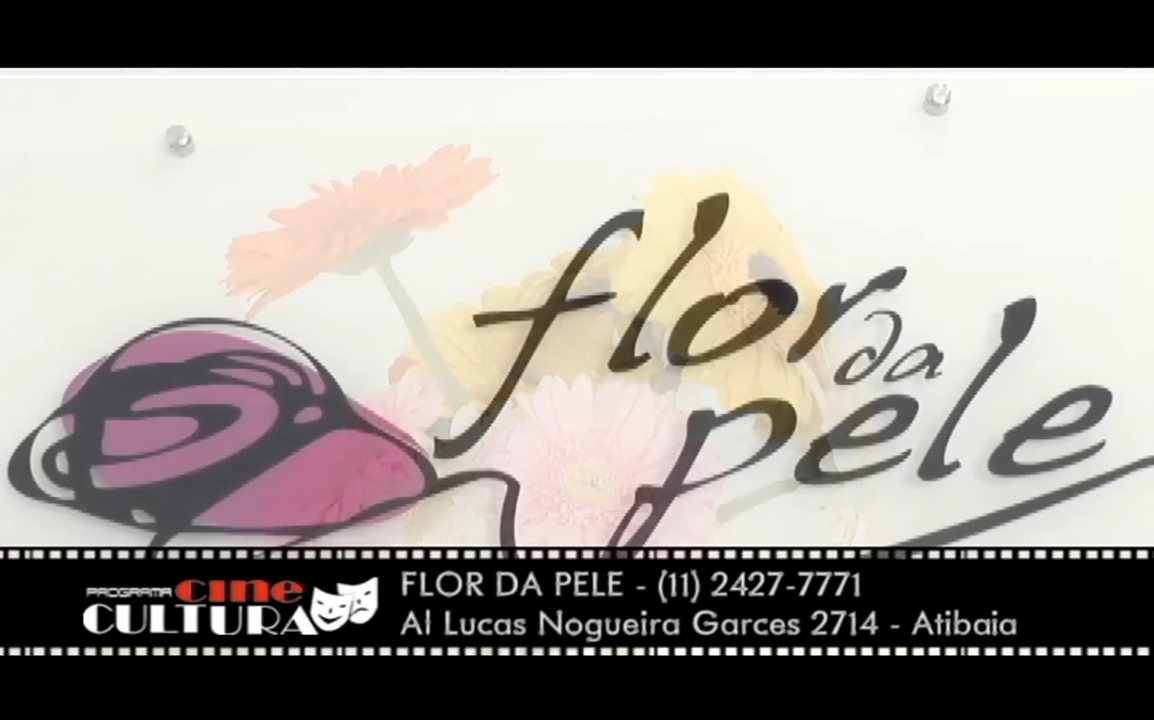 flor
da
pele
PROGRAMA cine
CULTURA
FLOR DA PELE - (11) 2427-7771
Al Lucas Nogueira Garces 2714 - Atibaia